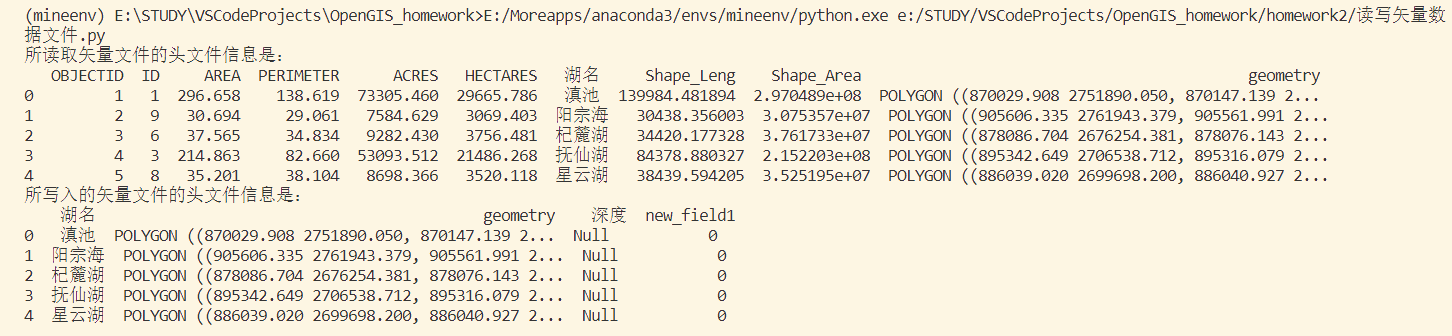 (mineenv) E:\STUDY\VSCodeProjects\OpenGIS_homework>E:/Moreapps/anaconda3/envs/mineenv/python.exe e:/STUDY/VSCodeProjects/OpenGIS_homework/homework2/读写矢量数
据文件.py
所读取矢量文件的头文件信息是:
OBJECTID ID AREA PERIMETER ACRES HECTARES 湖名 Shape_Leng Shape_Area geometry
0 1 1 296.658 138.619 73305.460 29665.786 滇池 139984.481894 2.970489e+08 POLYGON ((870029.908 2751890.050, 870147.139 2...
1 2 9 30.694 29.061 7584.629 3069.403 阳宗海 30438.356003 3.075357e+07 POLYGON ((905606.335 2761943.379, 905561.991 2...
2 3 6 37.565 34.834 9282.430 3756.481 杞麓湖 34420.177328 3.761733e+07 POLYGON ((878086.704 2676254.381, 878076.143 2...
3 4 3 214.863 82.660 53093.512 21486.268 抚仙湖 84378.880327 2.152203e+08 POLYGON ((895342.649 2706538.712, 895316.079 2...
4 5 8 35.201 38.104 8698.366 3520.118 星云湖 38439.594205 3.525195e+07 POLYGON ((886039.020 2699698.200, 886040.927 2...
所写入的矢量文件的头文件信息是:
湖名 geometry 深度 new_field1
0 滇池 POLYGON ((870029.908 2751890.050, 870147.139 2... Null 0
1 阳宗海 POLYGON ((905606.335 2761943.379, 905561.991 2... Null 0
2 杞麓湖 POLYGON ((878086.704 2676254.381, 878076.143 2... Null 0
3 抚仙湖 POLYGON ((895342.649 2706538.712, 895316.079 2... Null 0
4 星云湖 POLYGON ((886039.020 2699698.200, 886040.927 2... Null 0